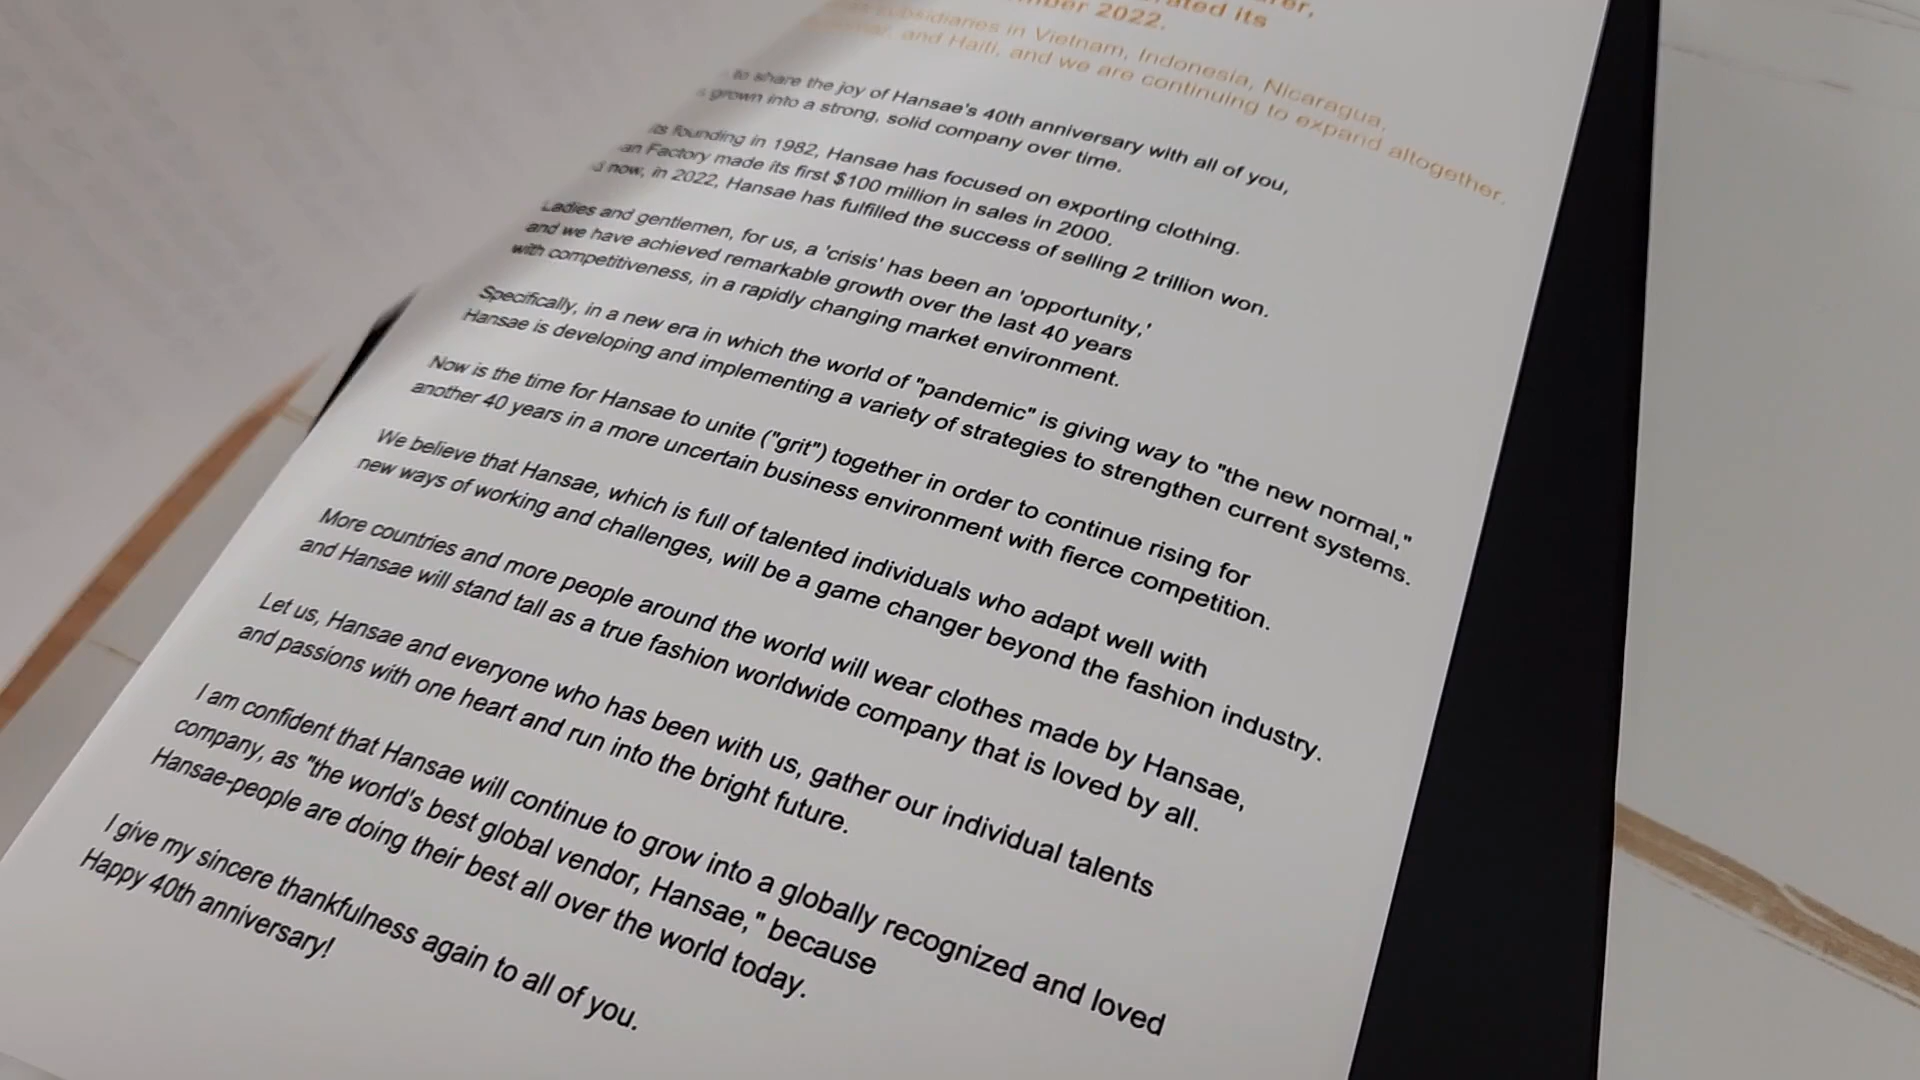 ated its
2022.
subsidiaries in Vietnam, Indonesia, Nicaragua,
and Haiti, and we are continuing to expand altogether.
to share the joy of Hansae's 40th anniversary with all of you,
grown into a strong, solid company over time.
its founding in 1982, Hansae has focused on exporting clothing.
an Factory made its first $100 million in sales in 2000.
now, in 2022, Hansae has fulfilled the success of selling 2 trillion won.
Ladies and gentlemen, for us, a 'crisis' has been an 'opportunity,'
and we have achieved remarkable growth over the last 40 years
with competitiveness, in a rapidly changing market environment.
Specifically, in a new era in which the world of "pandemic" is giving way to "the new normal,"
Hansae is developing and implementing a variety of strategies to strengthen current systems.
Now is the time for Hansae to unite ("grit") together in order to continue rising for
another 40 years in a more uncertain business environment with fierce competition.
We believe that Hansae, which is full of talented individuals who adapt well with
new ways of working and challenges, will be a game changer beyond the fashion industry.
More countries and more people around the world will wear clothes made by Hansae,
and Hansae will stand tall as a true fashion worldwide company that is loved by all.
Let us, Hansae and everyone who has been with us, gather our individual talents
and passions with one heart and run into the bright future.
I am confident that Hansae will continue to grow into a globally recognized and loved
company, as "the world's best global vendor, Hansae," because
Hansae-people are doing their best all over the world today.
I give my sincere thankfulness again to all of you.
Happy 40th anniversary!